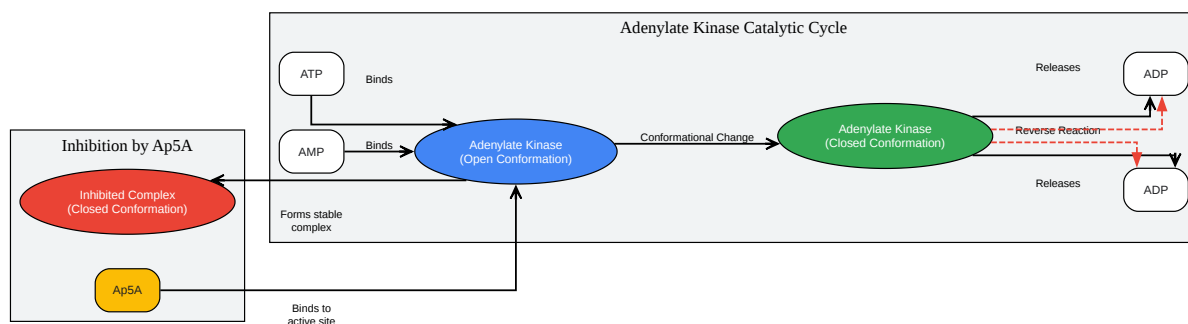 Adenylate Kinase Catalytic Cycle
ATP
Binds
AMP
Binds
Adenylate Kinase
(Open Conformation)
Conformational Change
Adenylate Kinase
(Closed Conformation)
Releases
ADP
Reverse Reaction
Releases
ADP
Inhibition by Ap5A
Inhibited Complex
(Closed Conformation)
Forms stable
complex
Ap5A
Binds to
active site